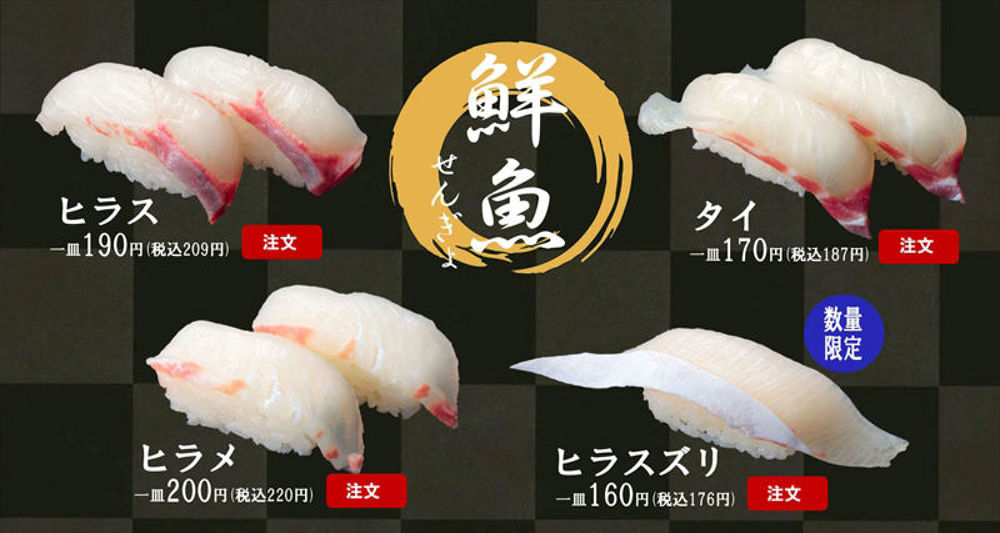 鮮魚
せんぎょ
ヒラス
一皿190円(税込209円)
注文
タイ
一皿170円(税込187円)
注文
ヒラメ
一皿200円(税込220円)
注文
数量
限定
ヒラスズリ
一皿160円(税込176円)
注文